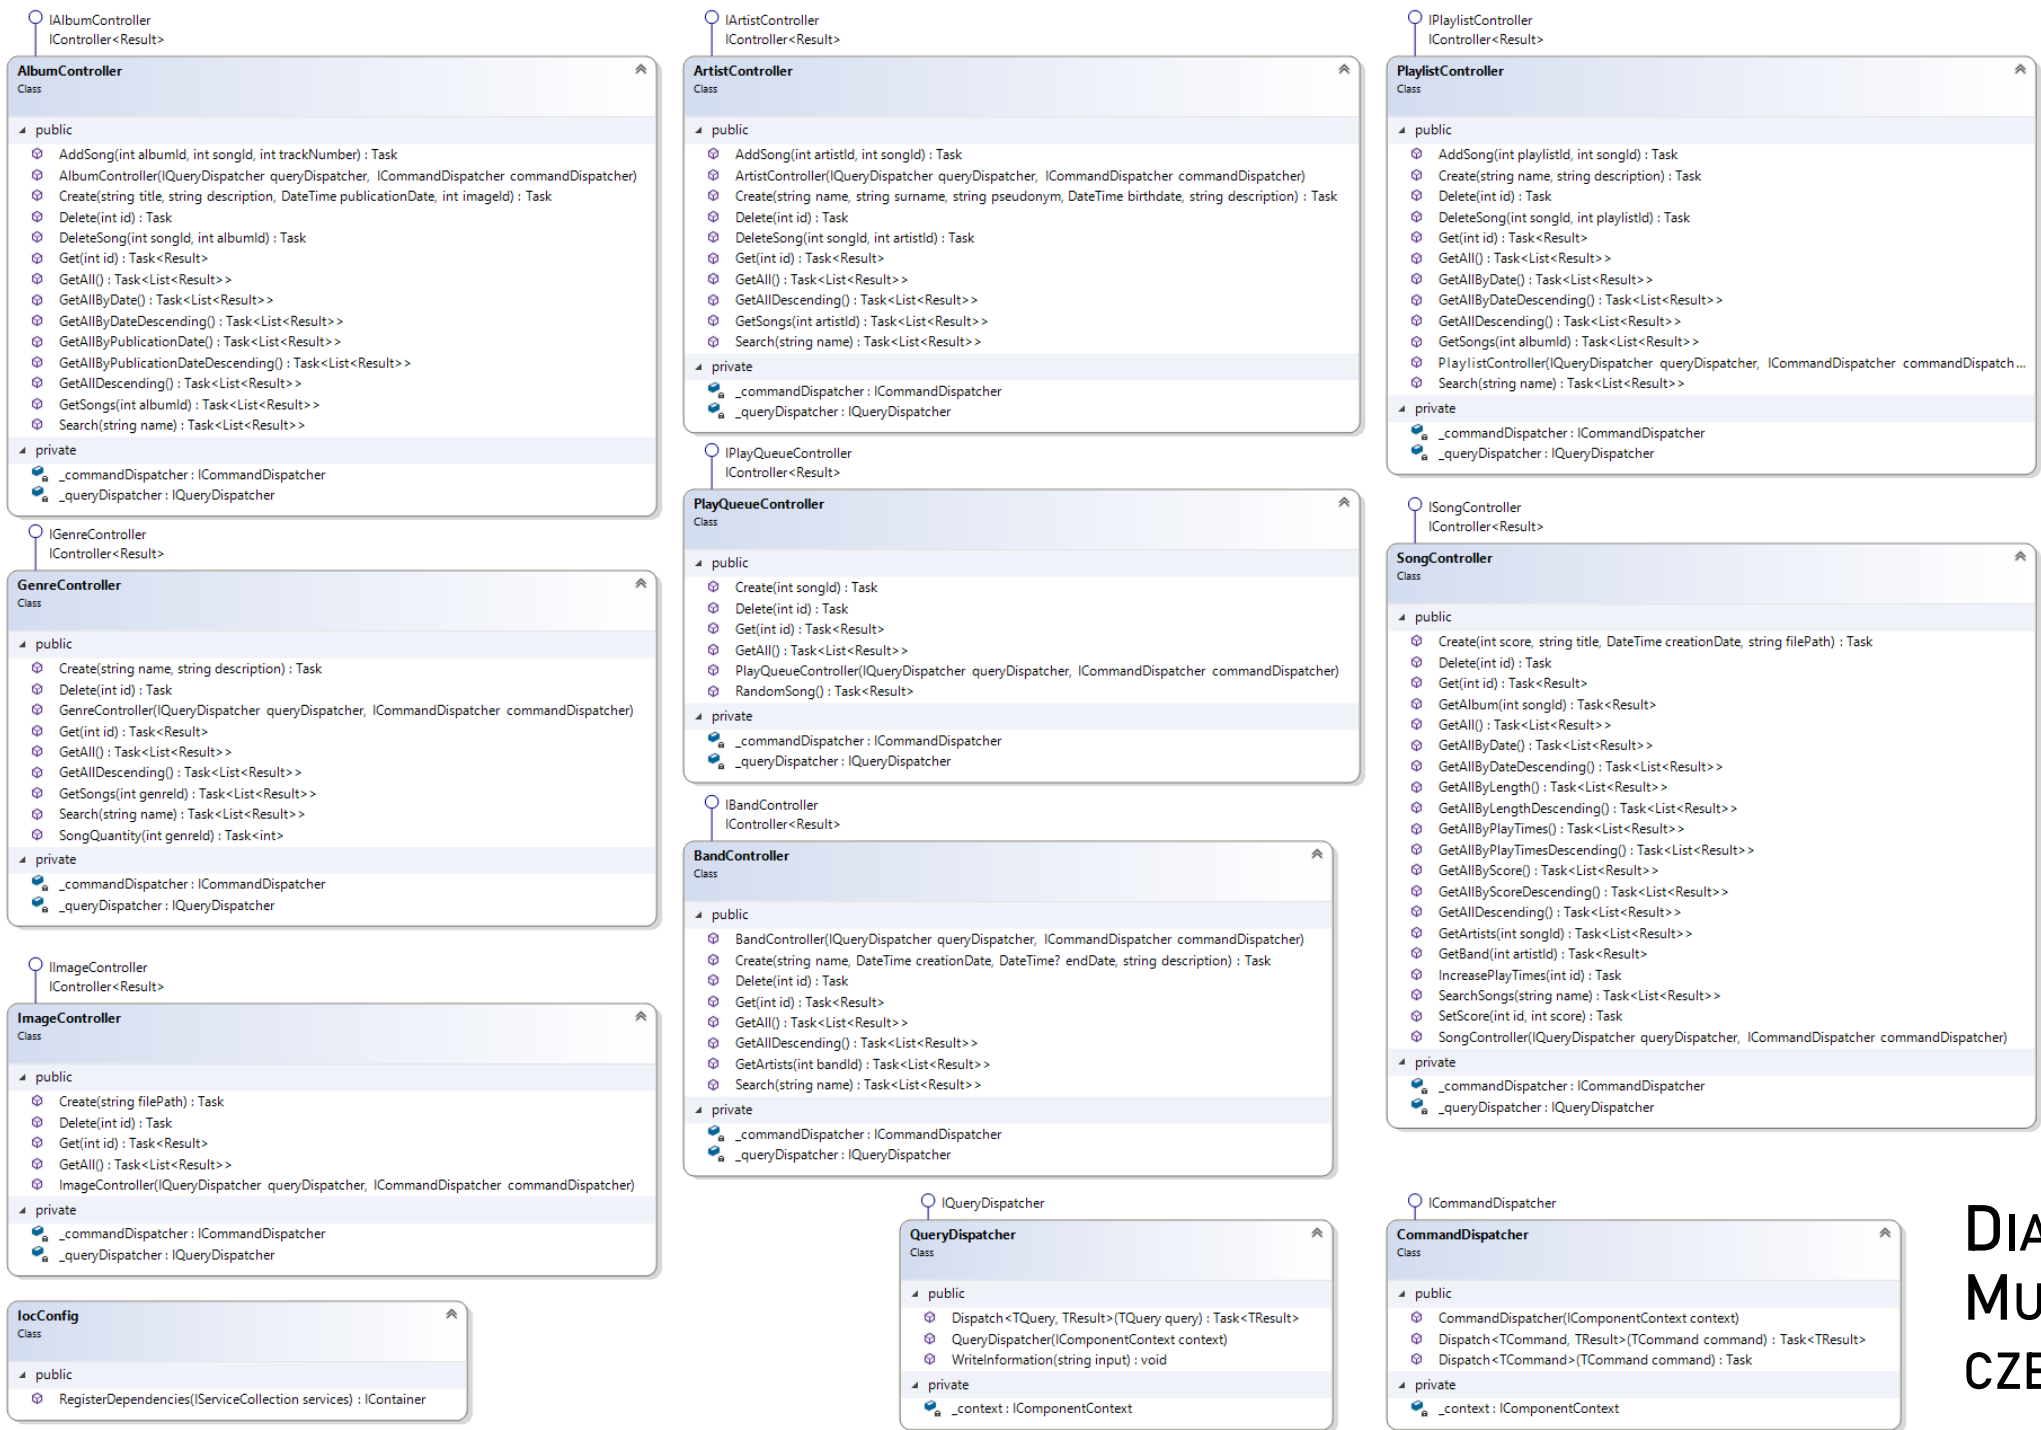 IAlbumController
IController<Result>
AlbumController
Class
public
AddSong(int albumId, int songId, int trackNumber) : Task
AlbumController(IQueryDispatcher queryDispatcher, ICommandDispatcher commandDispatcher)
Create(string title, string description, DateTime publicationDate, int imageId) : Task
Delete(int id) : Task
DeleteSong(int songId, int albumId) : Task
Get(int id) : Task<Result>
GetAll() : Task<List<Result>>
GetAllByDate() : Task<List<Result>>
GetAllByDateDescending() : Task<List<Result>>
GetAllByPublicationDate() : Task<List<Result>>
GetAllByPublicationDateDescending() : Task<List<Result>>
GetAllDescending() : Task<List<Result>>
GetSongs(int albumId) : Task<List<Result>>
Search(string name) : Task<List<Result>>
private
_commandDispatcher : ICommandDispatcher
_queryDispatcher : IQueryDispatcher
IGenreController
IController<Result>
GenreController
Class
public
Create(string name, string description) : Task
Delete(int id) : Task
GenreController(IQueryDispatcher queryDispatcher, ICommandDispatcher commandDispatcher)
Get(int id) : Task<Result>
GetAll() : Task<List<Result>>
GetAllDescending() : Task<List<Result>>
GetSongs(int genreId) : Task<List<Result>>
Search(string name) : Task<List<Result>>
SongQuantity(int genreId) : Task<int>
private
_commandDispatcher : ICommandDispatcher
_queryDispatcher : IQueryDispatcher
IImageController
IController<Result>
ImageController
Class
public
Create(string filePath) : Task
Delete(int id) : Task
Get(int id) : Task<Result>
GetAll() : Task<List<Result>>
ImageController(IQueryDispatcher queryDispatcher, ICommandDispatcher commandDispatcher)
private
_commandDispatcher : ICommandDispatcher
_queryDispatcher : IQueryDispatcher
IocConfig
Class
public
RegisterDependencies(IServiceCollection services) : IContainer
IArtistController
IController<Result>
ArtistController
Class
public
AddSong(int artistId, int songId) : Task
ArtistController(IQueryDispatcher queryDispatcher, ICommandDispatcher commandDispatcher)
Create(string name, string surname, string pseudonym, DateTime birthdate, string description) : Task
Delete(int id) : Task
DeleteSong(int songId, int artistId) : Task
Get(int id) : Task<Result>
GetAll() : Task<List<Result>>
GetAllDescending() : Task<List<Result>>
GetSongs(int artistId) : Task<List<Result>>
Search(string name) : Task<List<Result>>
private
_commandDispatcher : ICommandDispatcher
_queryDispatcher : IQueryDispatcher
IPlayQueueController
IController<Result>
PlayQueueController
Class
public
Create(int songId) : Task
Delete(int id) : Task
Get(int id) : Task<Result>
GetAll() : Task<List<Result>>
PlayQueueController(IQueryDispatcher queryDispatcher, ICommandDispatcher commandDispatcher)
RandomSong() : Task<Result>
private
_commandDispatcher : ICommandDispatcher
_queryDispatcher : IQueryDispatcher
IBandController
IController<Result>
BandController
Class
public
BandController(IQueryDispatcher queryDispatcher, ICommandDispatcher commandDispatcher)
Create(string name, DateTime creationDate, DateTime? endDate, string description) : Task
Delete(int id) : Task
Get(int id) : Task<Result>
GetAll() : Task<List<Result>>
GetAllDescending() : Task<List<Result>>
GetArtists(int bandId) : Task<List<Result>>
Search(string name) : Task<List<Result>>
private
_commandDispatcher : ICommandDispatcher
_queryDispatcher : IQueryDispatcher
IQueryDispatcher
QueryDispatcher
Class
public
Dispatch<TQuery, TResult>(TQuery query) : Task<TResult>
QueryDispatcher(IComponentContext context)
WriteInformation(string input) : void
private
_context : IComponentContext
IPlaylistController
IController<Result>
PlaylistController
Class
public
AddSong(int playlistId, int songId) : Task
Create(string name, string description) : Task
Delete(int id) : Task
DeleteSong(int songId, int playlistId) : Task
Get(int id) : Task<Result>
GetAll() : Task<List<Result>>
GetAllByDate() : Task<List<Result>>
GetAllByDateDescending() : Task<List<Result>>
GetAllDescending() : Task<List<Result>>
GetSongs(int albumId) : Task<List<Result>>
PlaylistController(IQueryDispatcher queryDispatcher, ICommandDispatcher commandDispatch...
Search(string name) : Task<List<Result>>
private
_commandDispatcher : ICommandDispatcher
_queryDispatcher : IQueryDispatcher
ISongController
IController<Result>
SongController
Class
public
Create(int score, string title, DateTime creationDate, string filePath) : Task
Delete(int id) : Task
Get(int id) : Task<Result>
GetAlbum(int songId) : Task<Result>
GetAll() : Task<List<Result>>
GetAllByDate() : Task<List<Result>>
GetAllByDateDescending() : Task<List<Result>>
GetAllByLength() : Task<List<Result>>
GetAllByLengthDescending() : Task<List<Result>>
GetAllByPlayTimes() : Task<List<Result>>
GetAllByPlayTimesDescending() : Task<List<Result>>
GetAllByScore() : Task<List<Result>>
GetAllByScoreDescending() : Task<List<Result>>
GetAllDescending() : Task<List<Result>>
GetArtists(int songId) : Task<List<Result>>
GetBand(int artistId) : Task<Result>
IncreasePlayTimes(int id) : Task
SearchSongs(string name) : Task<List<Result>>
SetScore(int id, int score) : Task
SongController(IQueryDispatcher queryDispatcher, ICommandDispatcher commandDispatcher)
private
_commandDispatcher : ICommandDispatcher
_queryDispatcher : IQueryDispatcher
ICommandDispatcher
CommandDispatcher
Class
public
CommandDispatcher(IComponentContext context)
Dispatch<TCommand, TResult>(TCommand command) : Task<TResult>
Dispatch<TCommand>(TCommand command) : Task
private
_context : IComponentContext